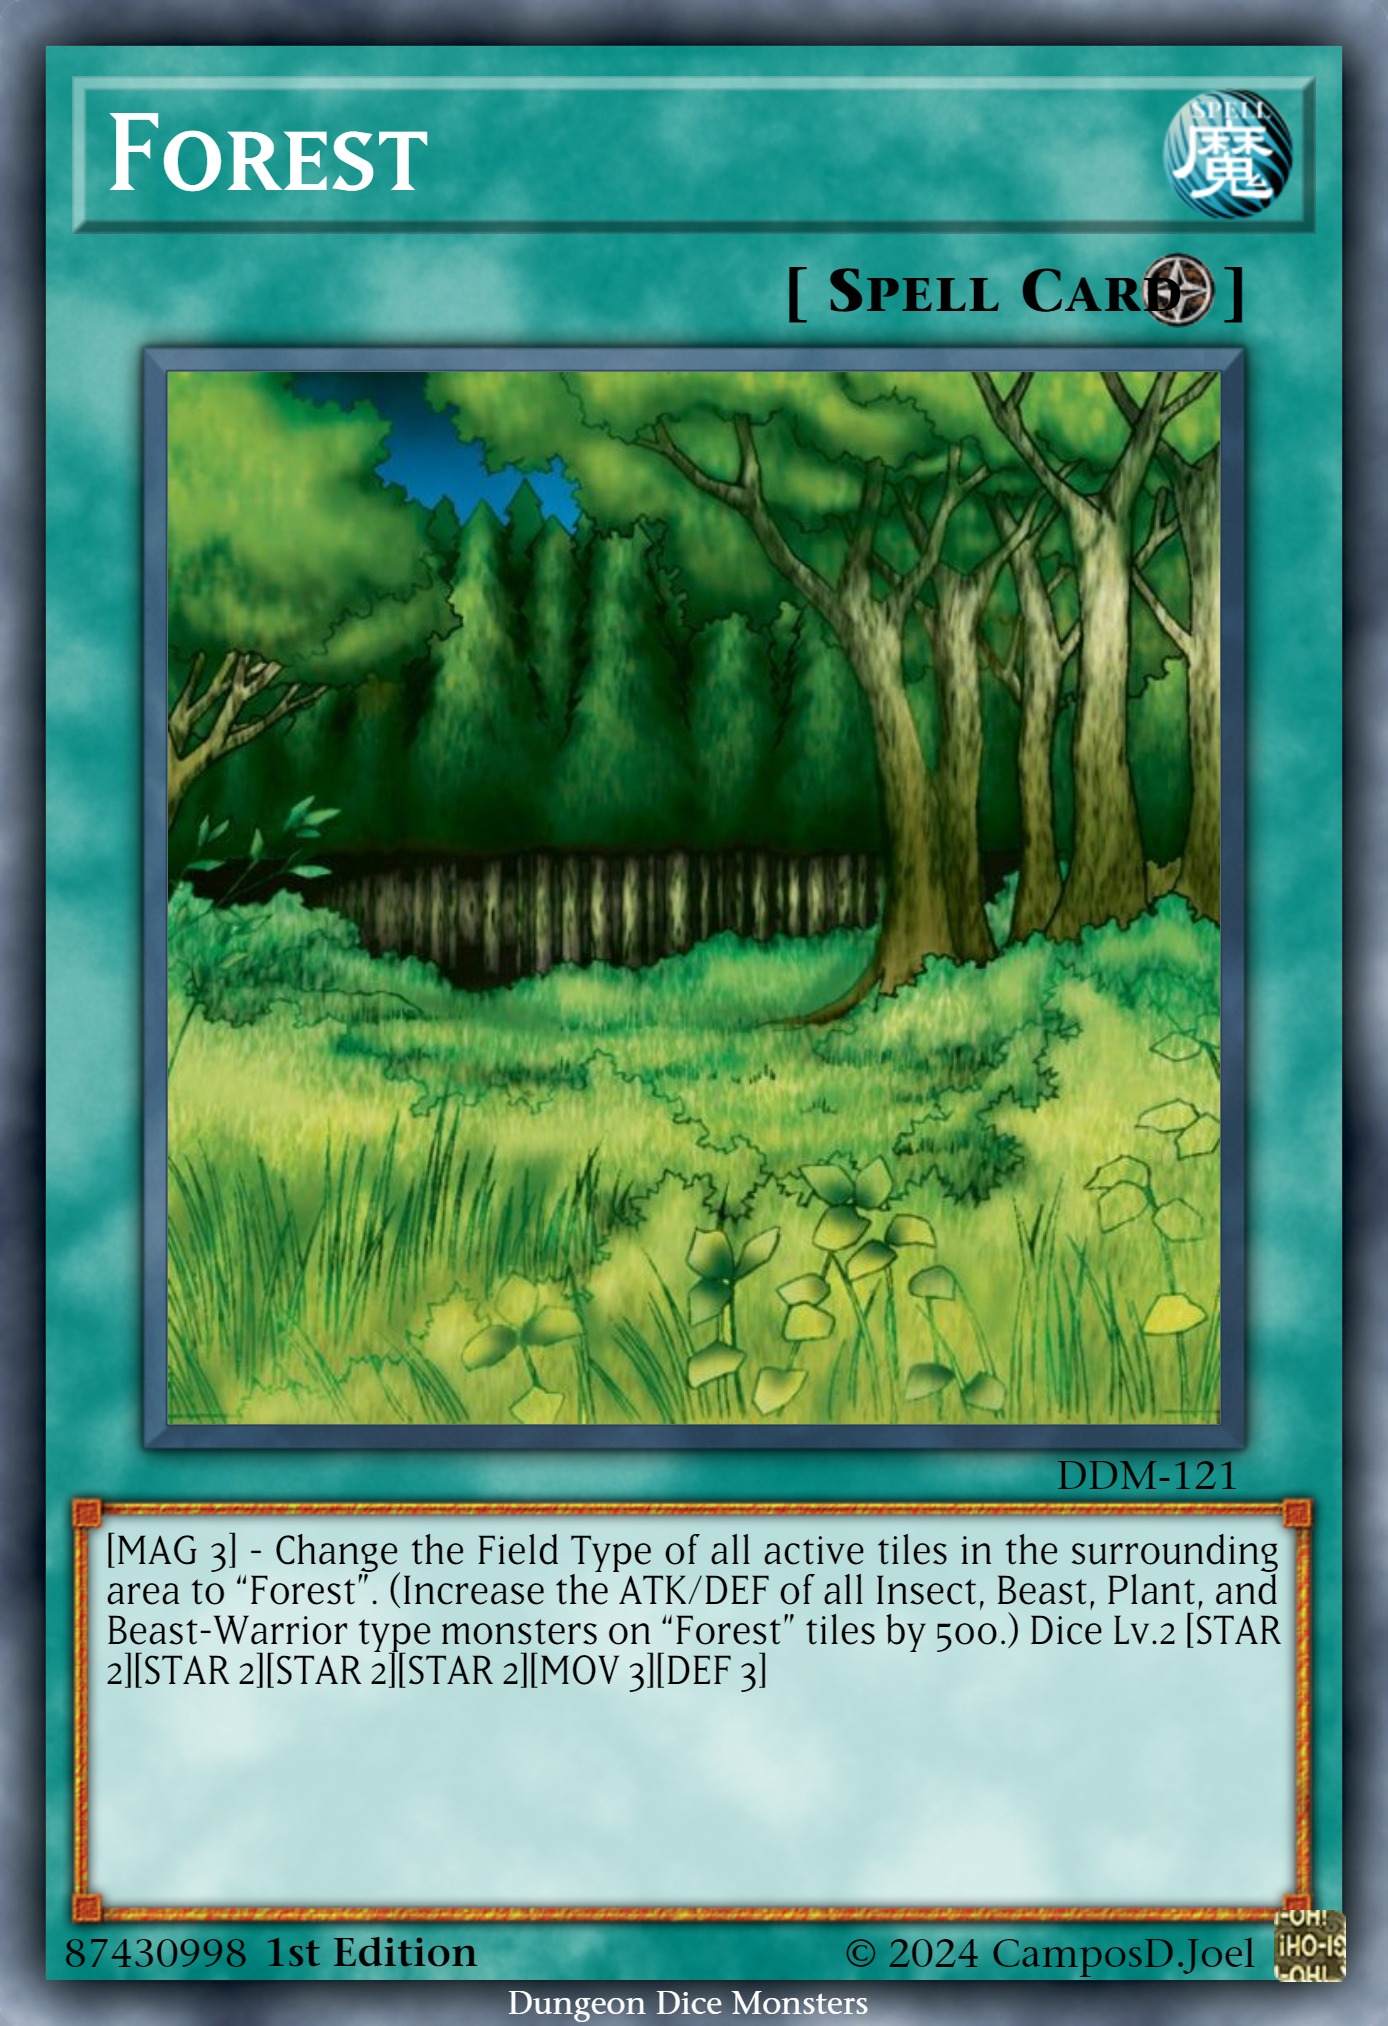 Forest
SPELL
魔
[ Spell Card ]
DDM-121
[MAG 3] - Change the Field Type of all active tiles in the surrounding
area to “Forest”. (Increase the ATK/DEF of all Insect, Beast, Plant, and
Beast-Warrior type monsters on “Forest” tiles by 500.) Dice Lv.2 [STAR
2][STAR 2][STAR 2][STAR 2][MOV 3][DEF 3]
87430998 1st Edition
© 2024 CamposD.Joel
Dungeon Dice Monsters